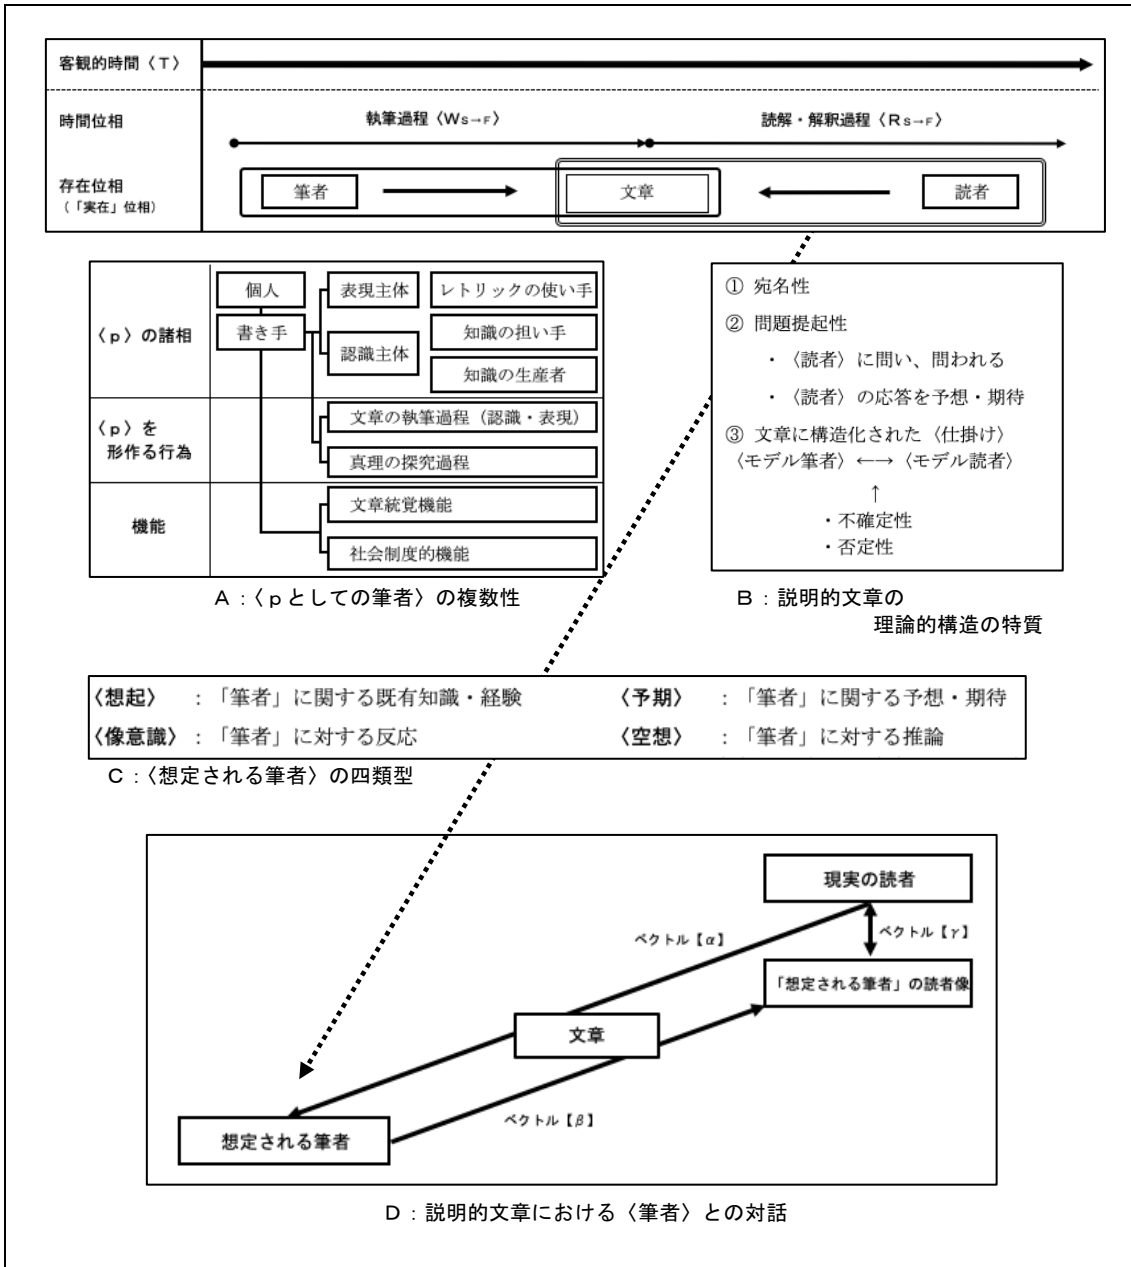 客観的時間〈T〉
時間位相
執筆過程〈WS→F〉
読解・解釈過程〈RS→F〉
存在位相
(「実在」位相)
筆者
文章
読者
〈p〉の諸相
個人
書き手
表現主体
認識主体
レトリックの使い手
知識の担い手
知識の生産者
〈p〉を
形作る行為
文章の執筆過程(認識・表現)
真理の探究過程
機能
文章統覚機能
社会制度的機能
A:〈pとしての筆者〉の複数性
① 宛名性
② 問題提起性
・〈読者〉に問い、問われる
・〈読者〉の応答を予想・期待
③ 文章に構造化された〈仕掛け〉
〈モデル筆者〉←→〈モデル読者〉
↑
・不確定性
・否定性
B:説明的文章の
理論的構造の特質
〈想起〉 :「筆者」に関する既有知識・経験
〈予期〉 :「筆者」に関する予想・期待
〈像意識〉:「筆者」に対する反応
〈空想〉 :「筆者」に対する推論
C:〈想定される筆者〉の四類型
現実の読者
ベクトル【α】
ベクトル【γ】
「想定される筆者」の読者像
文章
ベクトル【β】
想定される筆者
D:説明的文章における〈筆者〉との対話